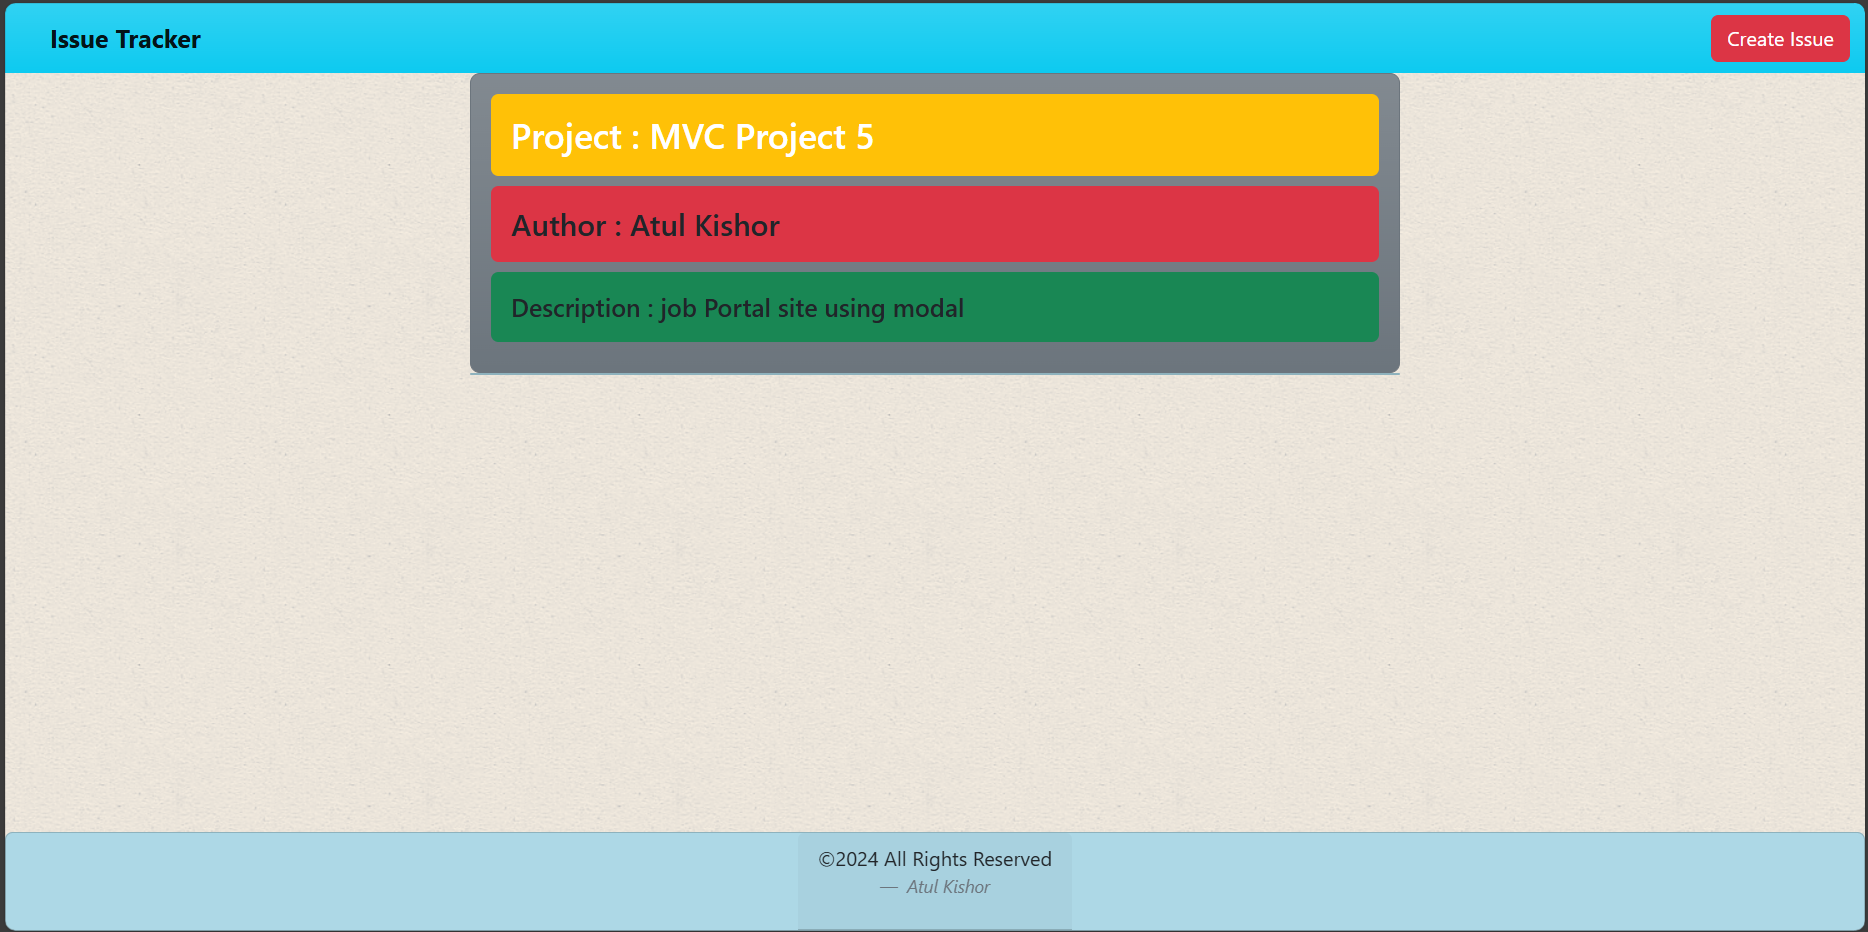 Issue Tracker
Create Issue
Project : MVC Project 5
Author : Atul Kishor
Description : job Portal site using modal
©2024 All Rights Reserved
— Atul Kishor